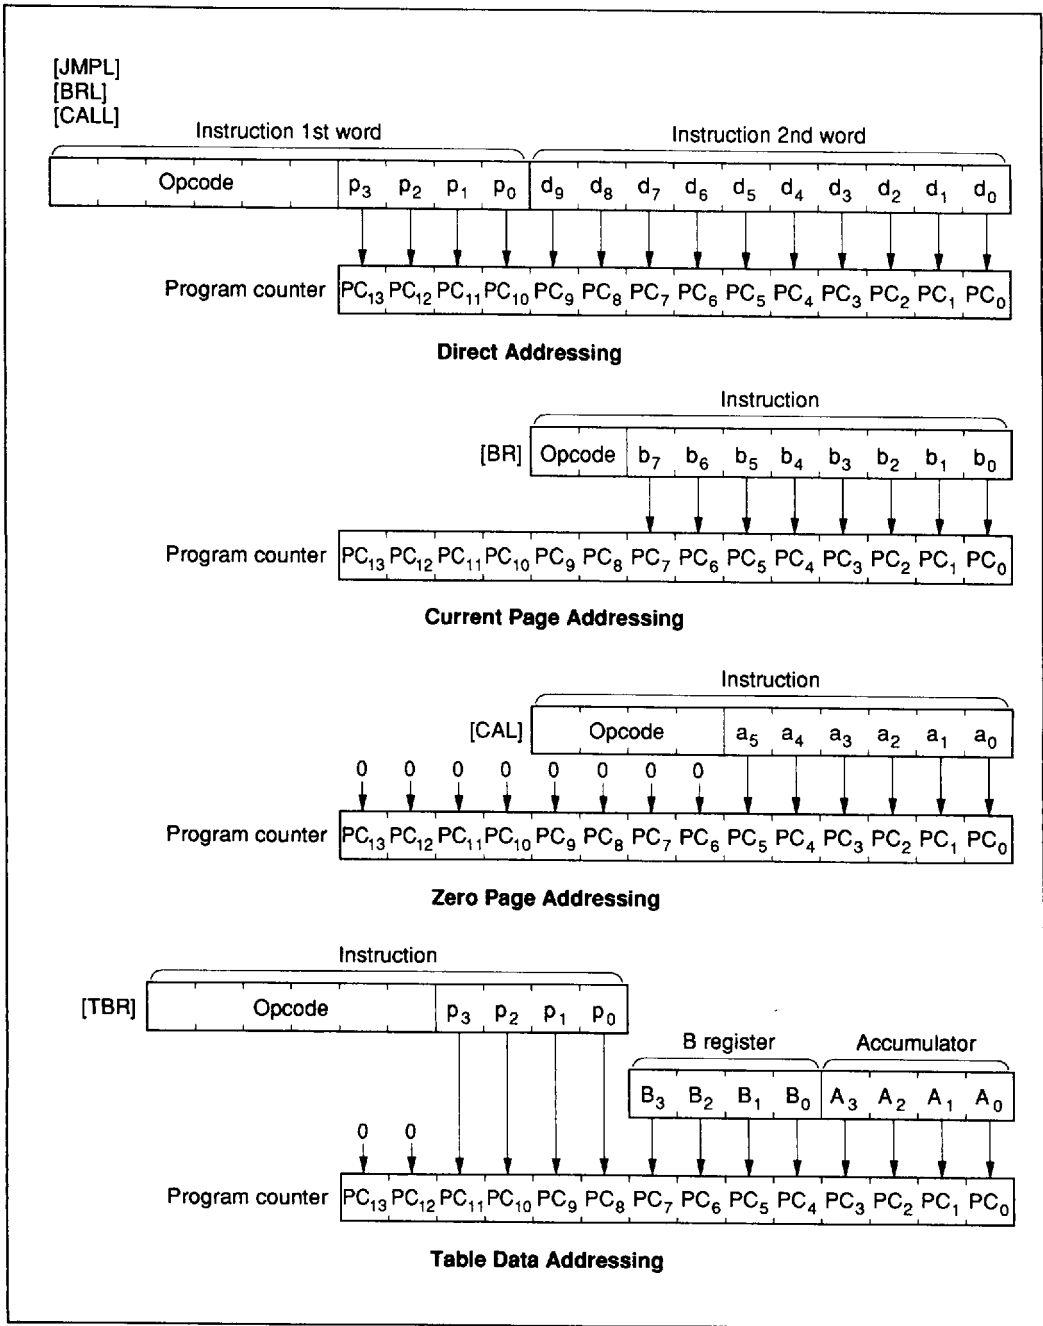 [JMPL]
[BRL]
[CALL]
Instruction 1st word Instruction 2nd word
Opcode p3 p2 p1 p0 d9 d8 d7 d6 d5 d4 d3 d2 d1 d0
Program counter PC13 PC12 PC11 PC10 PC9 PC8 PC7 PC6 PC5 PC4 PC3 PC2 PC1 PC0
Direct Addressing
Instruction
[BR] Opcode b7 b6 b5 b4 b3 b2 b1 b0
Program counter PC13 PC12 PC11 PC10 PC9 PC8 PC7 PC6 PC5 PC4 PC3 PC2 PC1 PC0
Current Page Addressing
Instruction
[CAL] Opcode a5 a4 a3 a2 a1 a0
0 0 0 0 0 0 0 0
Program counter PC13 PC12 PC11 PC10 PC9 PC8 PC7 PC6 PC5 PC4 PC3 PC2 PC1 PC0
Zero Page Addressing
Instruction
[TBR] Opcode p3 p2 p1 p0
B register Accumulator
B3 B2 B1 B0 A3 A2 A1 A0
0 0
Program counter PC13 PC12 PC11 PC10 PC9 PC8 PC7 PC6 PC5 PC4 PC3 PC2 PC1 PC0
Table Data Addressing